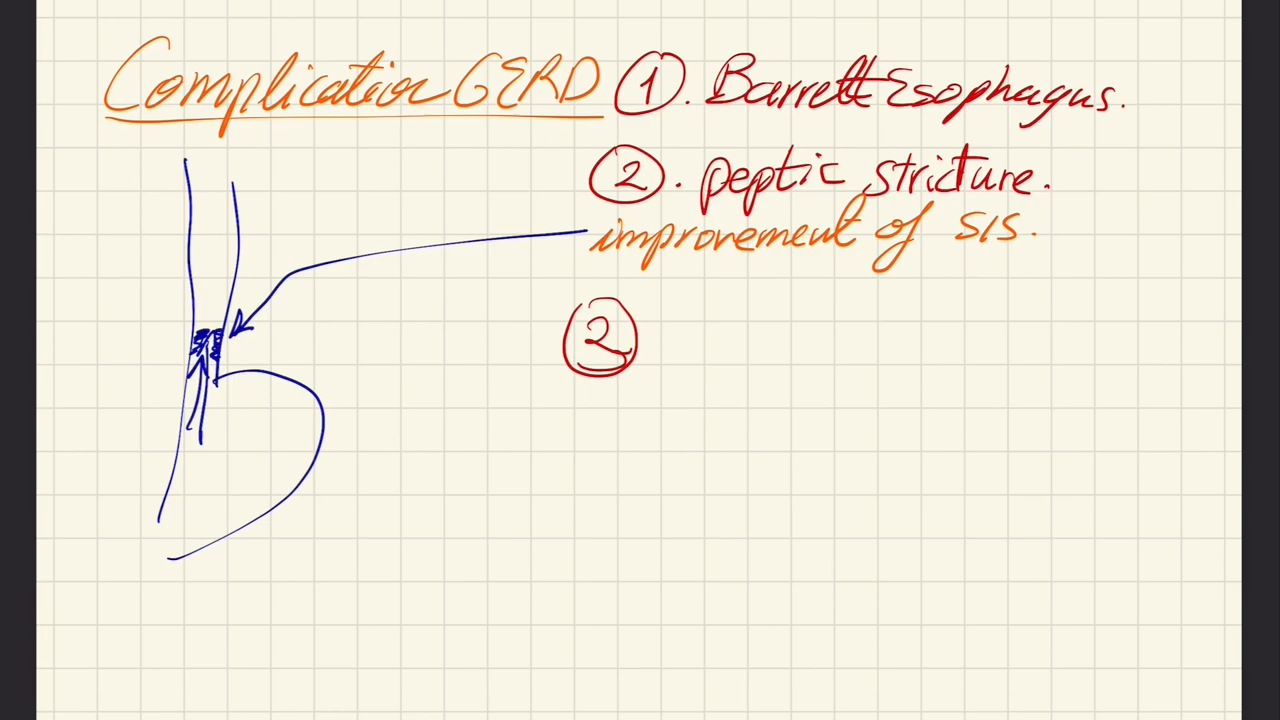 Complication GERD ①. Barrett Esophagus.
②. peptic stricture.
improvement of S/S.
②